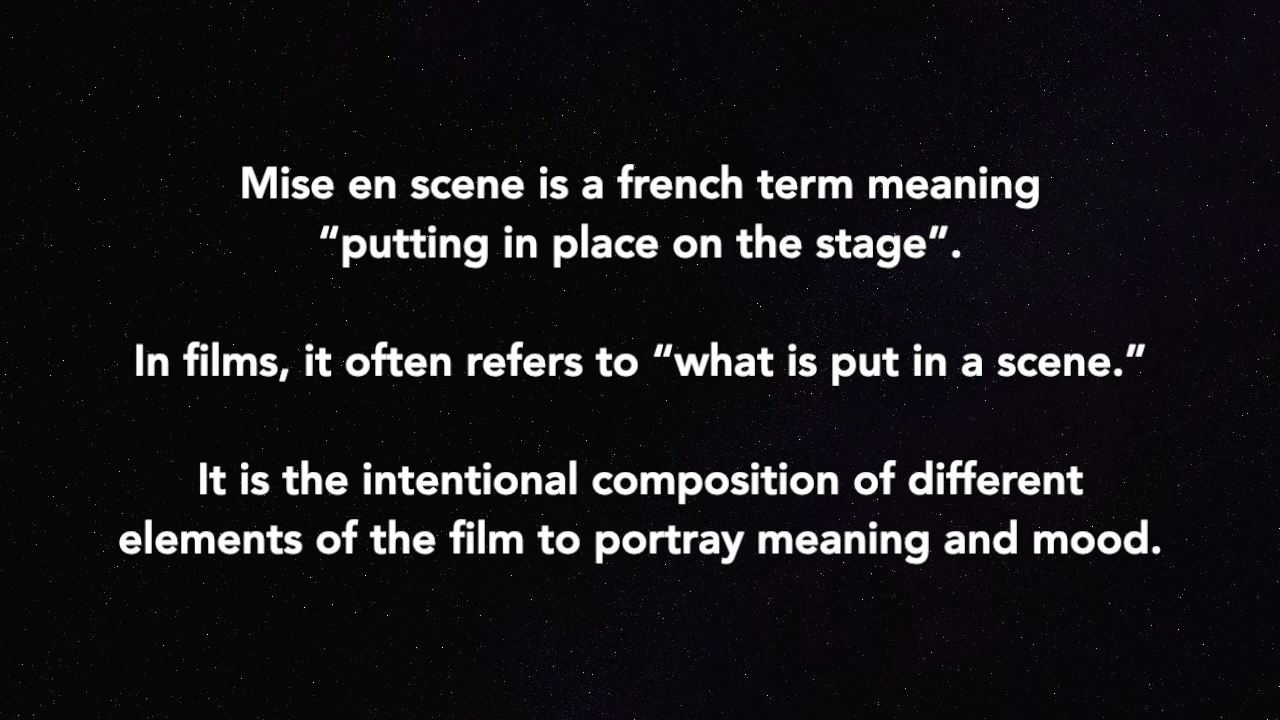 Mise en scene is a french term meaning
“putting in place on the stage”.
In films, it often refers to “what is put in a scene.”
It is the intentional composition of different
elements of the film to portray meaning and mood.